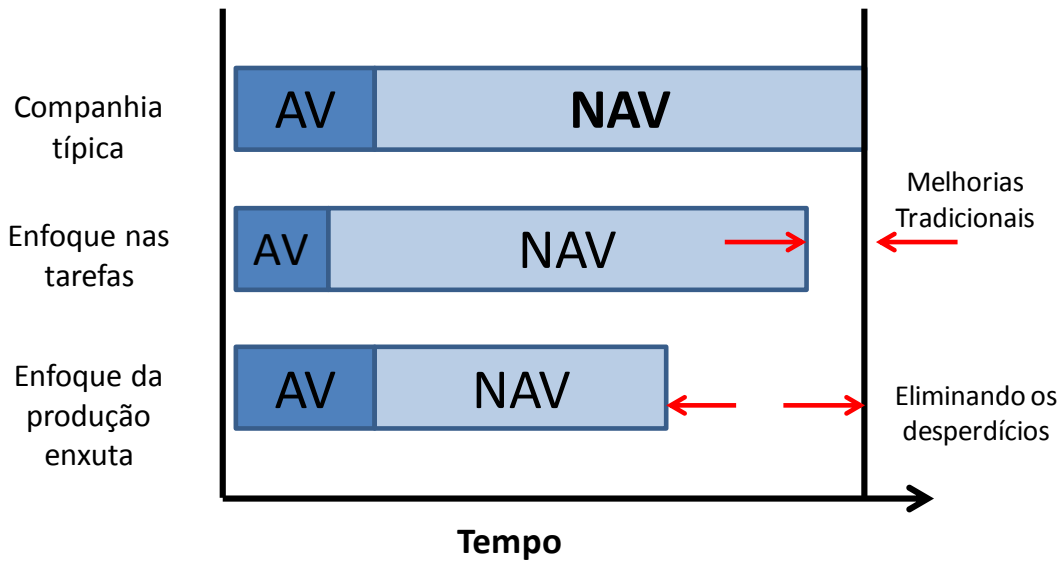 Companhia
típica
AV
NAV
Melhorias
Tradicionais
Enfoque nas
tarefas
AV
NAV
Enfoque da
produção
enxuta
AV
NAV
Eliminando os
desperdícios
Tempo